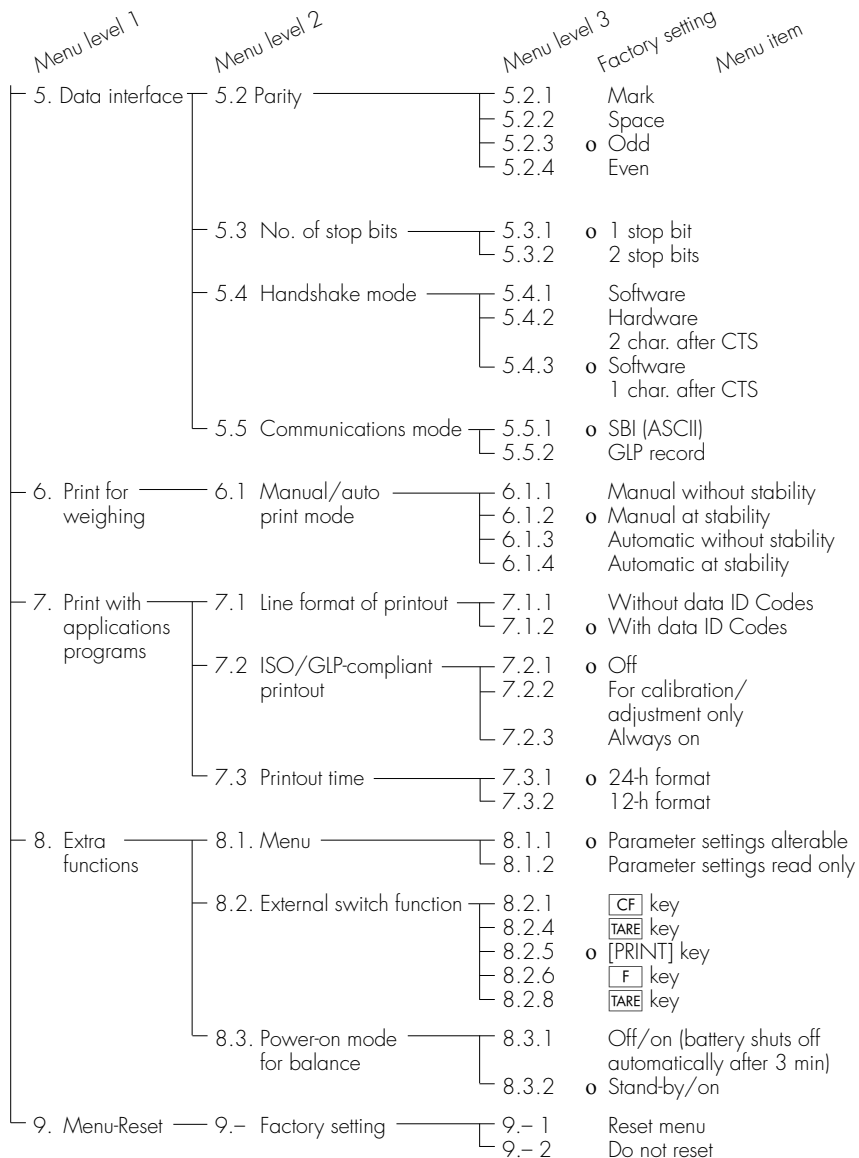 Menu level 1 Menu level 2 Menu level 3 Factory setting Menu item
5. Data interface 5.2 Parity 5.2.1 Mark
5.2.2 Space
5.2.3 o Odd
5.2.4 Even
5.3 No. of stop bits 5.3.1 o 1 stop bit
5.3.2 2 stop bits
5.4 Handshake mode 5.4.1 Software
5.4.2 Hardware
2 char. after CTS
5.4.3 o Software
1 char. after CTS
5.5 Communications mode 5.5.1 o SBI (ASCII)
5.5.2 GLP record
6. Print for 6.1 Manual/auto 6.1.1 Manual without stability
weighing print mode 6.1.2 o Manual at stability
6.1.3 Automatic without stability
6.1.4 Automatic at stability
7. Print with 7.1 Line format of printout 7.1.1 Without data ID Codes
applications 7.1.2 o With data ID Codes
programs
7.2 ISO/GLP-compliant 7.2.1 o Off
printout 7.2.2 For calibration/
adjustment only
7.2.3 Always on
7.3 Printout time 7.3.1 o 24-h format
7.3.2 12-h format
8. Extra 8.1. Menu 8.1.1 o Parameter settings alterable
functions 8.1.2 Parameter settings read only
8.2. External switch function 8.2.1 CF key
8.2.4 TARE key
8.2.5 o [PRINT] key
8.2.6 F key
8.2.8 TARE key
8.3. Power-on mode 8.3.1 Off/on (battery shuts off
for balance automatically after 3 min)
8.3.2 o Stand-by/on
9. Menu-Reset 9.– Factory setting 9.– 1 Reset menu
9.– 2 Do not reset